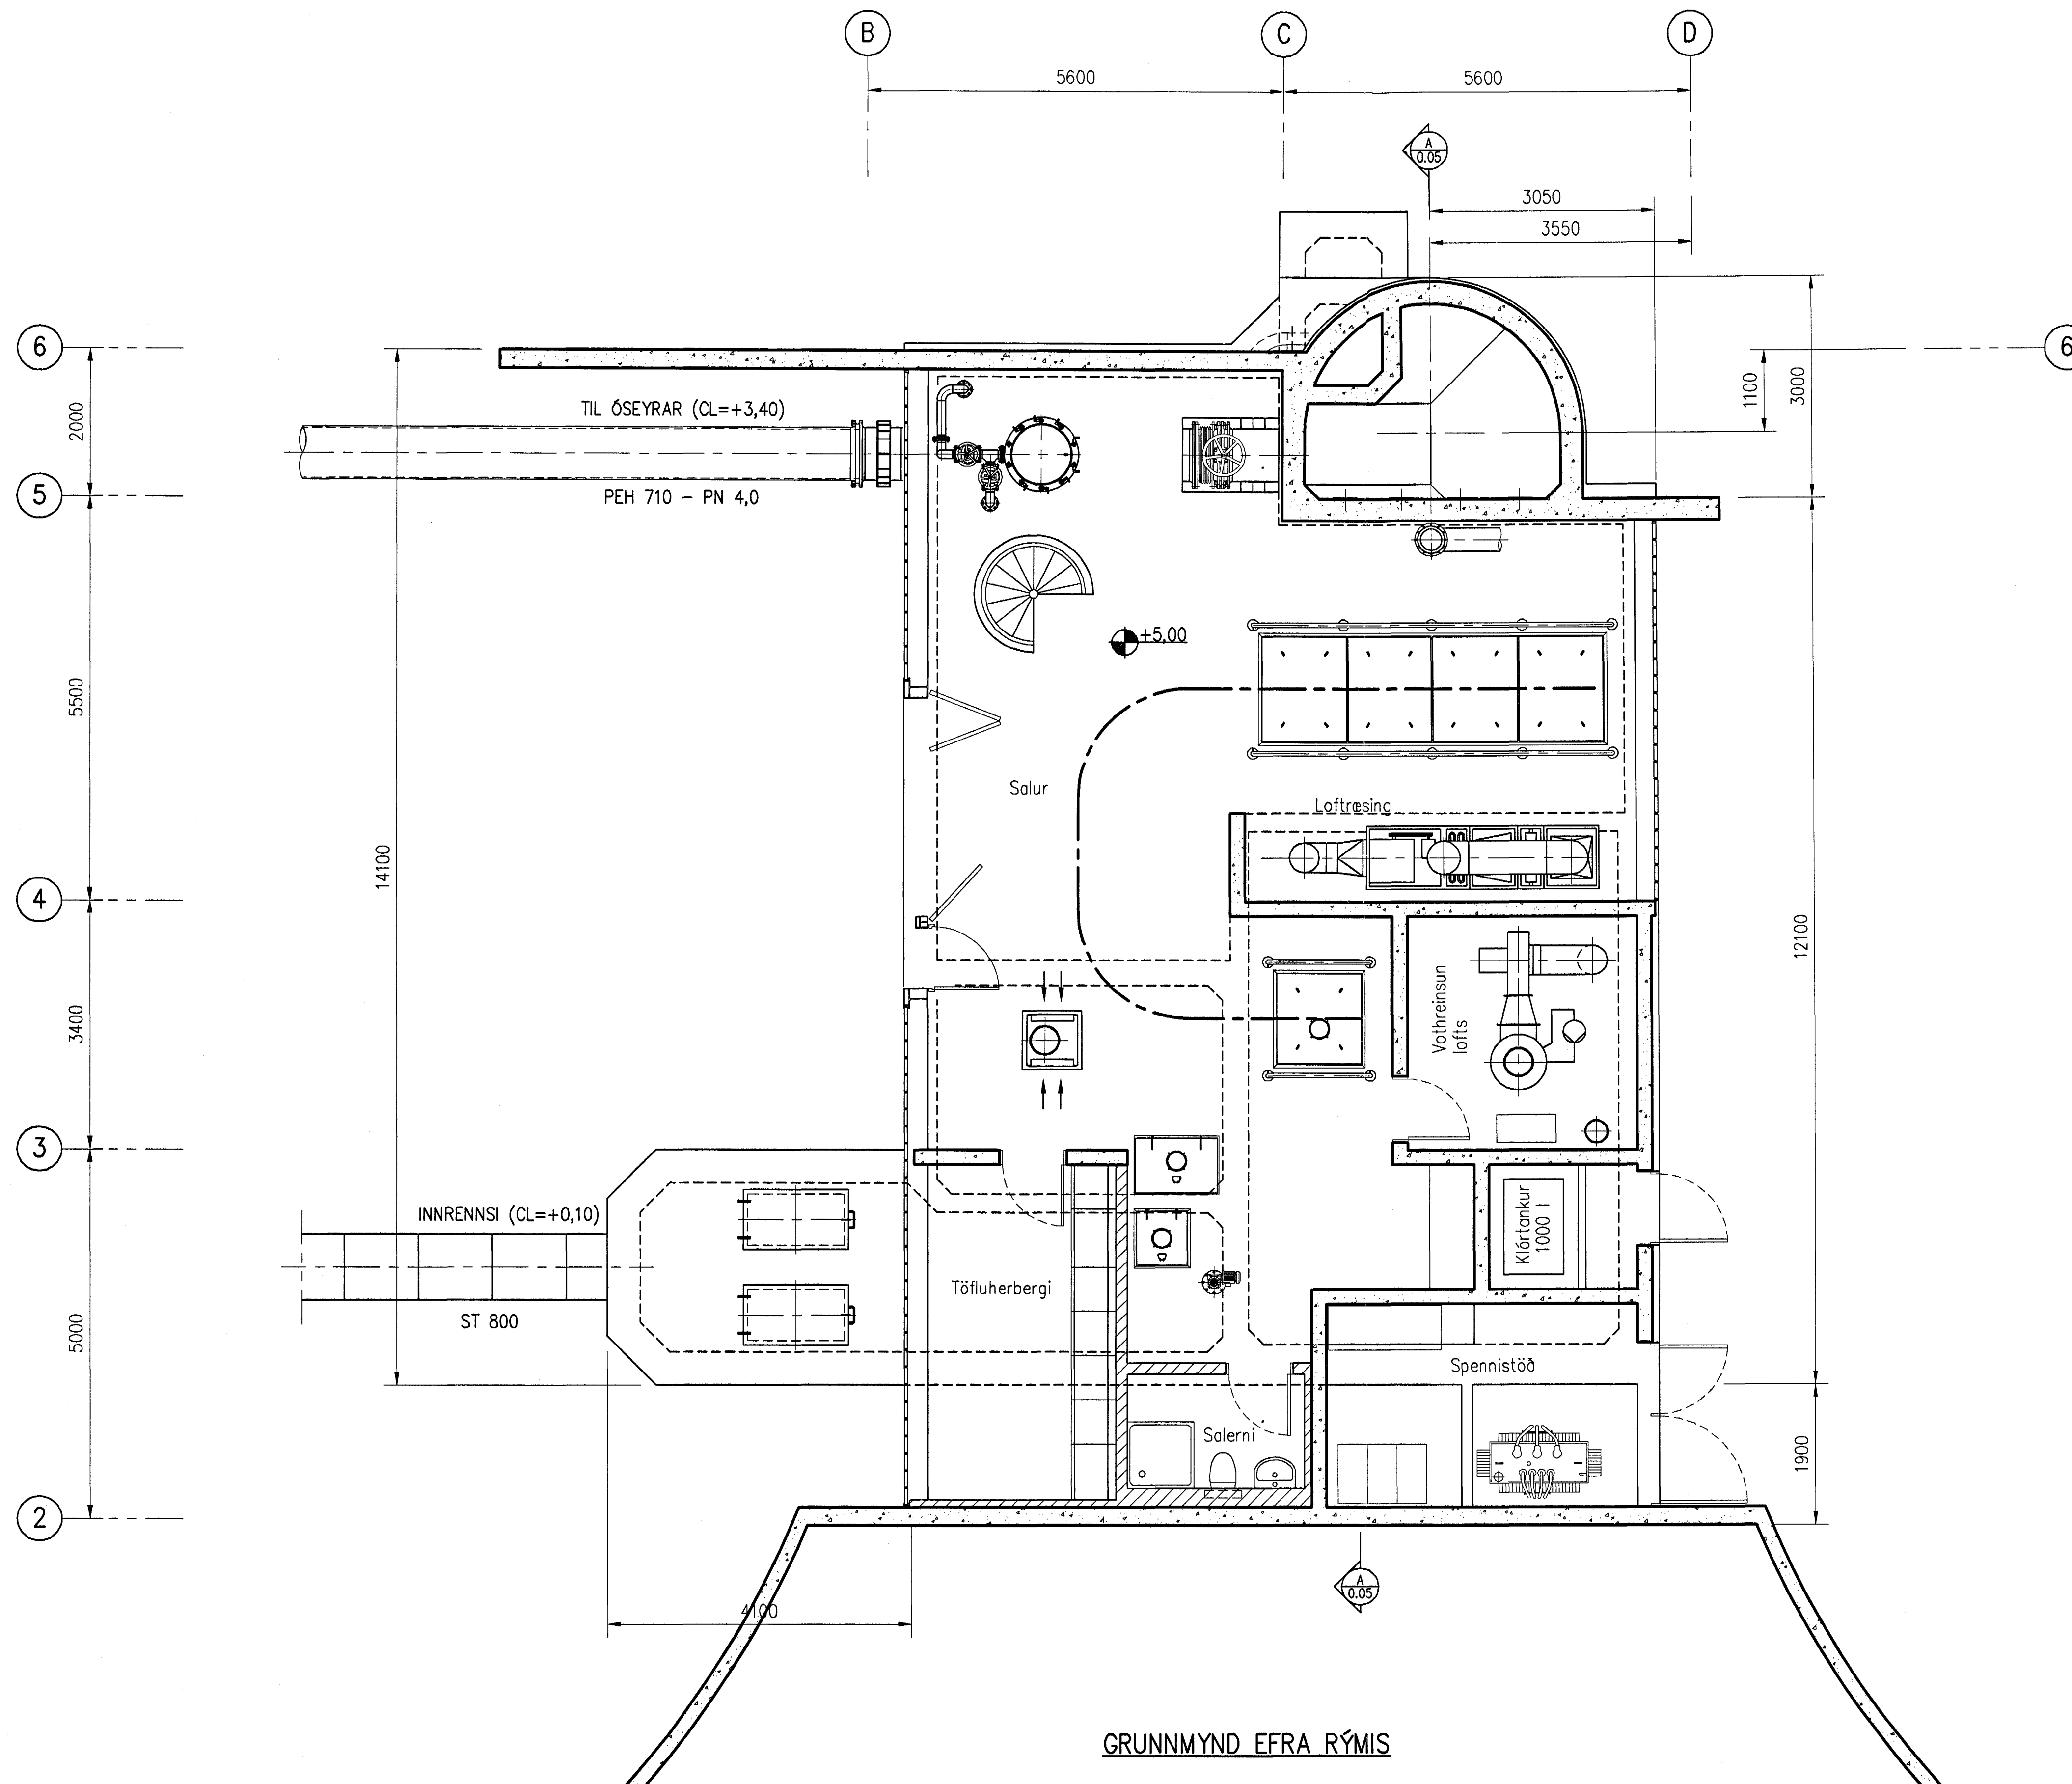 B
C
D
5600
5600
A
0.05
3050
3550
6
6
1100
3000
2000
TIL ÓSEYRAR (CL=+3,40)
PEH 710 – PN 4,0
5
5500
+5,00
Salur
Loftræsing
14100
4
12100
3400
Vothreinsun
lofts
3
INNRENNSI (CL=+0,10)
ST 800
Klórtankur
1000 l
Töfluherbergi
5000
Spennistöð
Salerni
1900
2
A
0.05
4100
GRUNNMYND EFRA RÝMIS